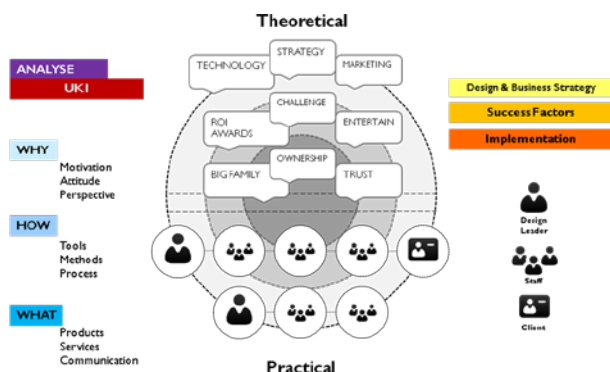 Theoretical
ANALYSE
UKI
STRATEGY
TECHNOLOGY
MARKETING
CHALLENGE
ROI
AWARDS
ENTERTAIN
OWNERSHIP
BIG FAMILY
TRUST
WHY
Motivation
Attitude
Perspective
HOW
Tools
Methods
Process
WHAT
Products
Services
Communication
Practical
Design & Business Strategy
Success Factors
Implementation
Design
Leader
Staff
Client